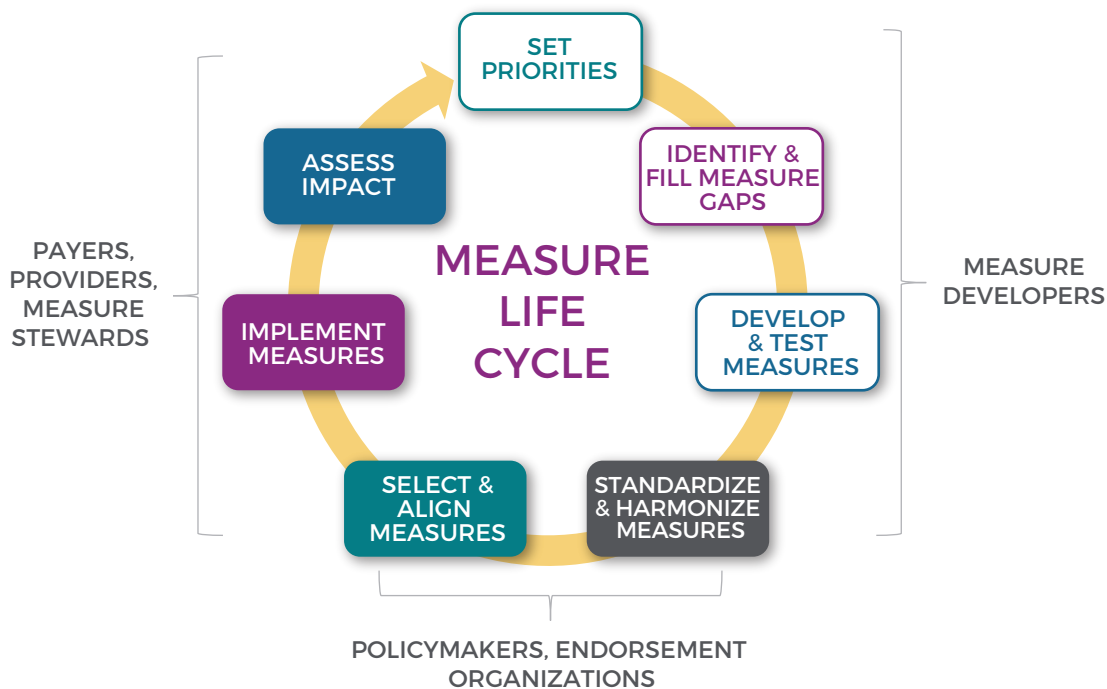 SET
PRIORITIES
IDENTIFY &
FILL MEASURE
GAPS
DEVELOP
& TEST
MEASURES
STANDARDIZE
& HARMONIZE
MEASURES
SELECT &
ALIGN
MEASURES
IMPLEMENT
MEASURES
ASSESS
IMPACT
MEASURE
LIFE
CYCLE
PAYERS,
PROVIDERS,
MEASURE
STEWARDS
MEASURE
DEVELOPERS
POLICYMAKERS, ENDORSEMENT
ORGANIZATIONS